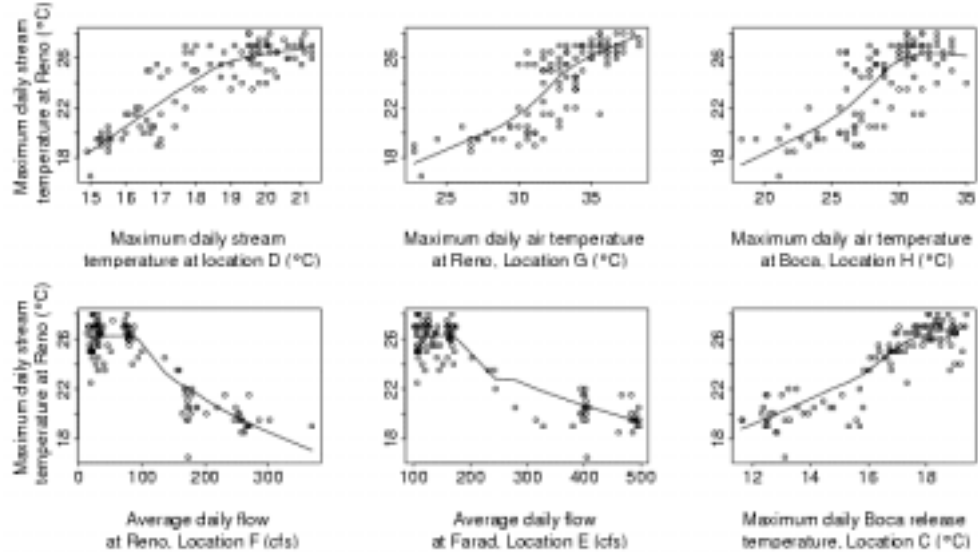 Maximum daily stream
temperature at Reno (°C)
18 22 26
15 16 17 18 19 20 21
Maximum daily stream
temperature at location D (°C)
18 22 26
25 30 35
Maximum daily air temperature
at Reno, Location G (°C)
18 22 26
20 25 30 35
Maximum daily air temperature
at Boca, Location H (°C)
Maximum daily stream
temperature at Reno (°C)
18 22 26
0 100 200 300
Average daily flow
at Reno, Location F (cfs)
18 22 26
100 200 300 400 500
Average daily flow
at Farad, Location E (cfs)
18 22 26
12 14 16 18
Maximum daily Boca release
temperature, Location C (°C)